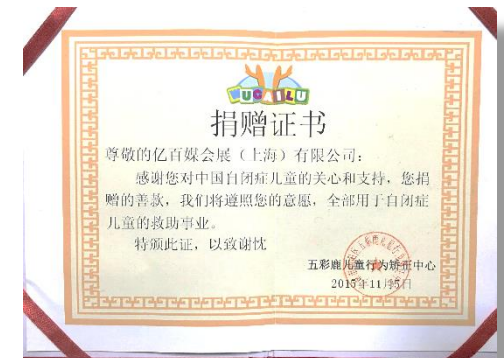 WUCAILU
捐赠证书
尊敬的亿百媒会展（上海）有限公司：
感谢您对中国自闭症儿童的关心和支持，您捐
赠的善款，我们将遵照您的意愿，全部用于自闭症
儿童的救助事业。
特颁此证，以致谢忱
五彩鹿儿童行为矫正中心
2015年11月5日